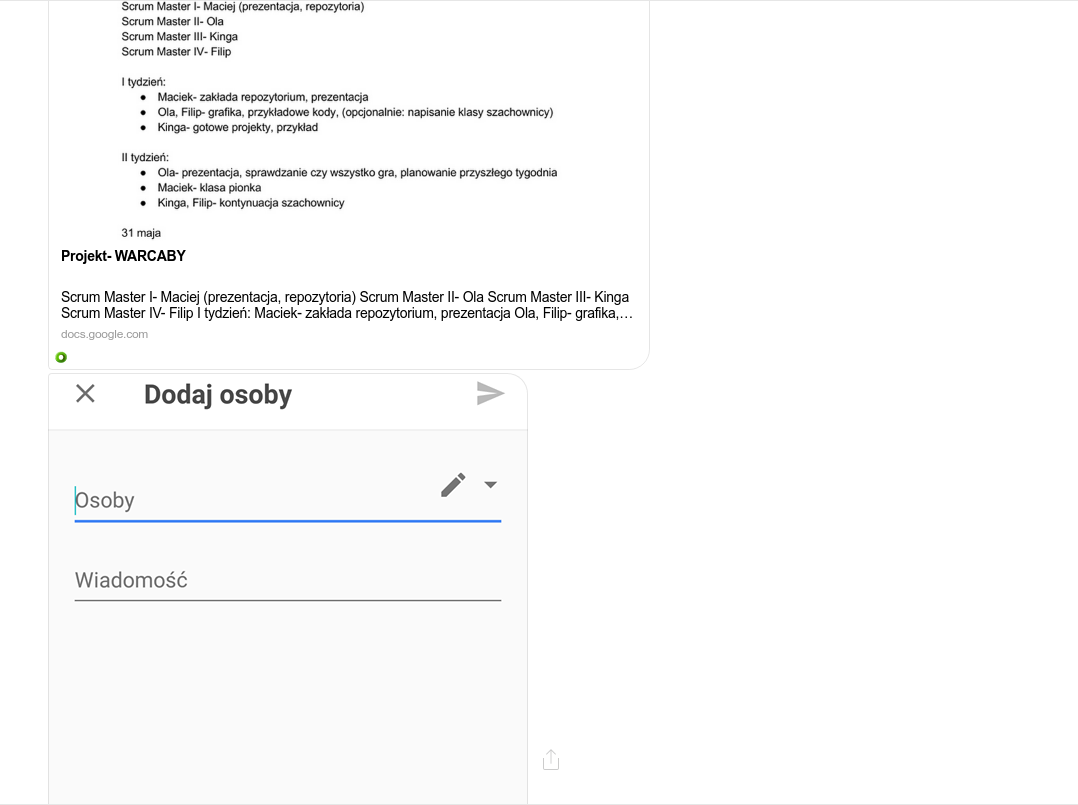 Scrum Master I- Maciej (prezentacja, repozytoria)
Scrum Master II- Ola
Scrum Master III- Kinga
Scrum Master IV- Filip
I tydzień:
● Maciek- zakłada repozytorium, prezentacja
● Ola, Filip- grafika, przykładowe kody, (opcjonalnie: napisanie klasy szachownicy)
● Kinga- gotowe projekty, przykład
II tydzień:
● Ola- prezentacja, sprawdzanie czy wszystko gra, planowanie przyszłego tygodnia
● Maciek- klasa pionka
● Kinga, Filip- kontynuacja szachownicy
31 maja
Projekt- WARCABY
Scrum Master I- Maciej (prezentacja, repozytoria) Scrum Master II- Ola Scrum Master III- Kinga
Scrum Master IV- Filip I tydzień: Maciek- zakłada repozytorium, prezentacja Ola, Filip- grafika,…
docs.google.com
Dodaj osoby
Osoby
Wiadomość